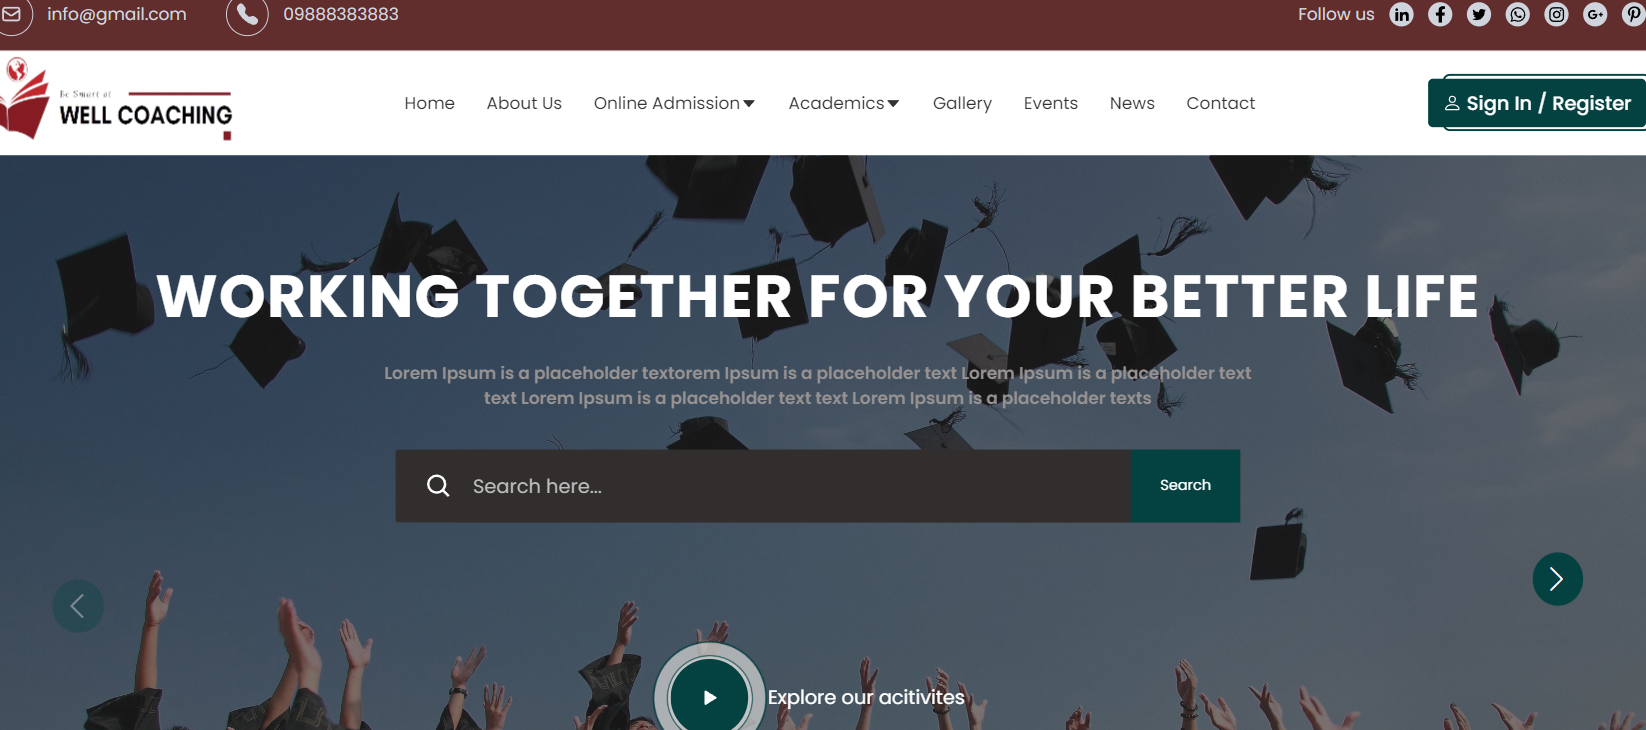 info@gmail.com 09888383883 Follow us
Be Smart at
WELL COACHING
Home About Us Online Admission Academics Gallery Events News Contact
Sign In / Register
WORKING TOGETHER FOR YOUR BETTER LIFE
Lorem Ipsum is a placeholder textorem Ipsum is a placeholder text Lorem Ipsum is a placeholder text
text Lorem Ipsum is a placeholder text text Lorem Ipsum is a placeholder texts
Search here... Search
Explore our acitivites